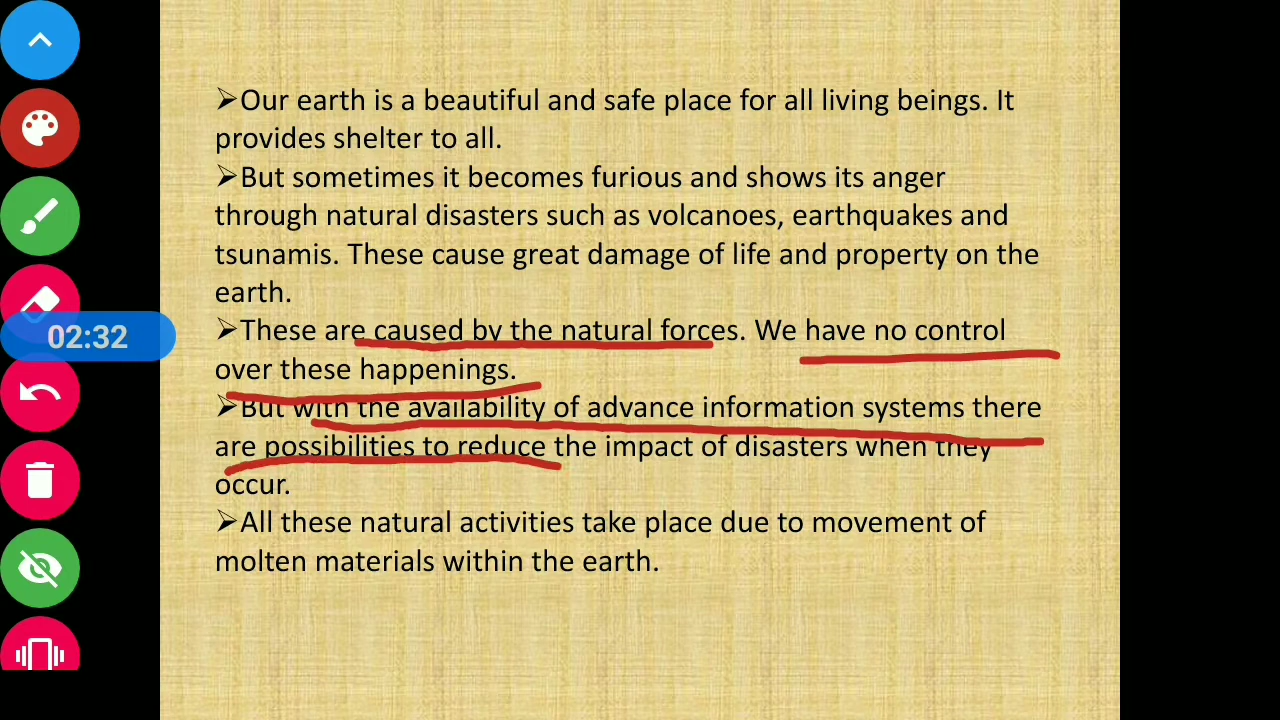 ➢Our earth is a beautiful and safe place for all living beings. It
provides shelter to all.
➢But sometimes it becomes furious and shows its anger
through natural disasters such as volcanoes, earthquakes and
tsunamis. These cause great damage of life and property on the
earth.
➢These are caused by the natural forces. We have no control
over these happenings.
➢But with the availability of advance information systems there
are possibilities to reduce the impact of disasters when they
occur.
➢All these natural activities take place due to movement of
molten materials within the earth.
02:32